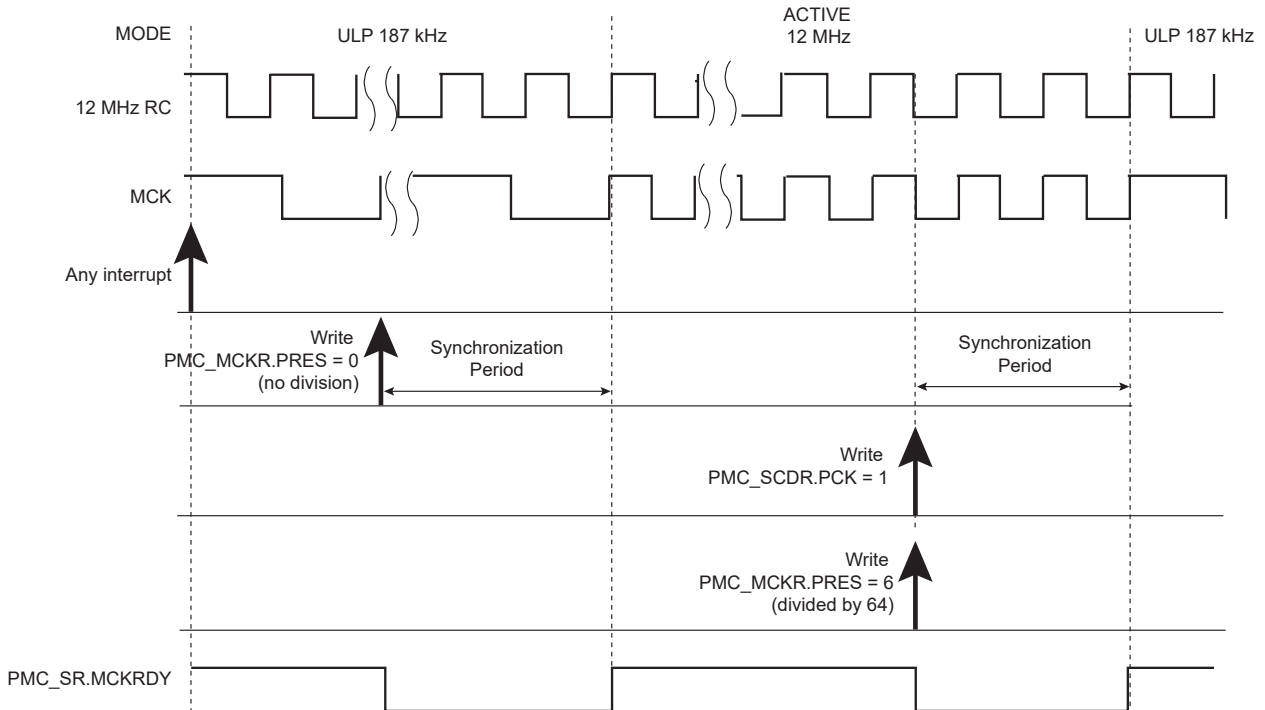 MODE
ULP 187 kHz
ACTIVE
12 MHz
ULP 187 kHz
12 MHz RC
MCK
Any interrupt
Write
PMC_MCKR.PRES = 0
(no division)
Synchronization
Period
Synchronization
Period
Write
PMC_SCDR.PCK = 1
Write
PMC_MCKR.PRES = 6
(divided by 64)
PMC_SR.MCKRDY